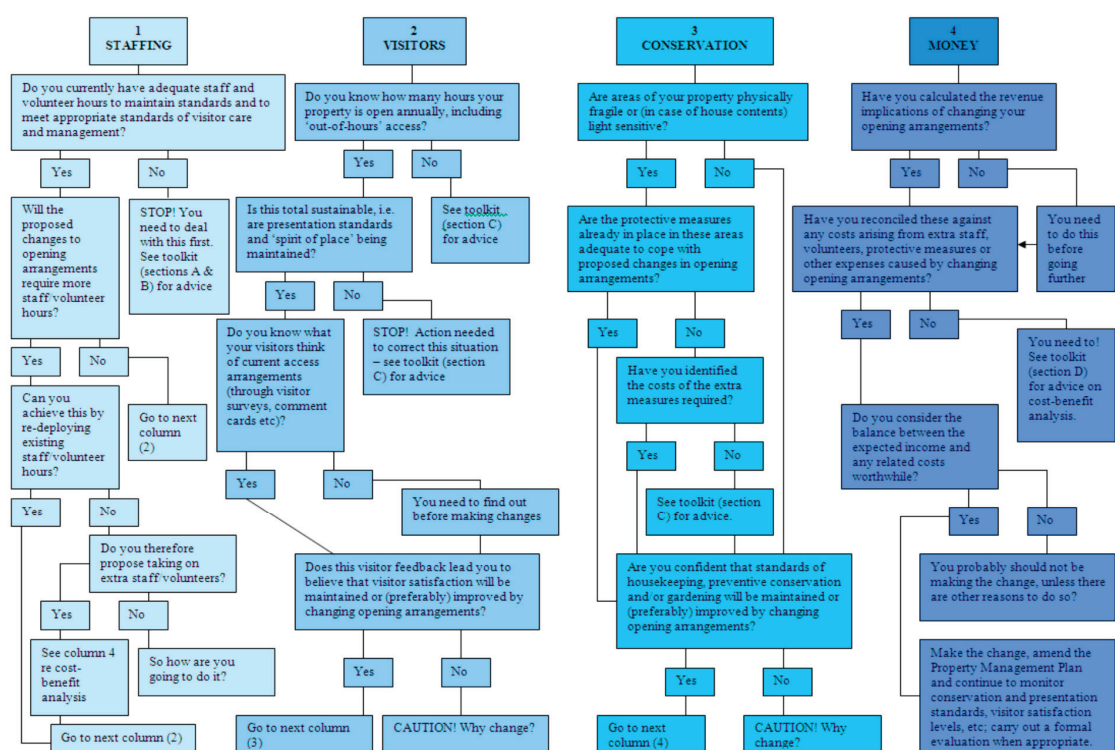 1
STAFFING
Do you currently have adequate staff and
volunteer hours to maintain standards and to
meet appropriate standards of visitor care
and management?
Yes
No
Will the
proposed
changes to
opening
arrangements
require more
staff/volunteer
hours?
STOP! You
need to deal
with this first.
See toolkit
(sections A &
B) for advice
Yes
No
Can you
achieve this by
re-deploying
existing
staff/volunteer
hours?
Go to next
column
(2)
Yes
No
Do you therefore
propose taking on
extra staff/volunteers?
Yes
No
See column 4
re cost-
benefit
analysis
So how are you
going to do it?
Go to next column (2)
2
VISITORS
Do you know how many hours your
property is open annually, including
‘out-of-hours’ access?
Yes
No
Is this total sustainable, i.e.
are presentation standards
and ‘spirit of place’ being
maintained?
See toolkit
(section C)
for advice
Yes
No
Do you know what
your visitors think
of current access
arrangements
(through visitor
surveys, comment
cards etc)?
STOP! Action needed
to correct this situation
– see toolkit (section
C) for advice
Yes
No
You need to find out
before making changes
Does this visitor feedback lead you to
believe that visitor satisfaction will be
maintained or (preferably) improved by
changing opening arrangements?
Yes
No
Go to next column
(3)
CAUTION! Why change?
3
CONSERVATION
Are areas of your property physically
fragile or (in case of house contents)
light sensitive?
Yes
No
Are the protective measures
already in place in these areas
adequate to cope with
proposed changes in opening
arrangements?
Yes
No
Have you identified
the costs of the extra
measures required?
Yes
No
See toolkit (section
C) for advice.
Are you confident that standards of
housekeeping, preventive conservation
and/or gardening will be maintained or
(preferably) improved by changing
opening arrangements?
Yes
No
Go to next
column (4)
CAUTION! Why
change?
4
MONEY
Have you calculated the revenue
implications of changing your
opening arrangements?
Yes
No
Have you reconciled these against
any costs arising from extra staff,
volunteers, protective measures or
other expenses caused by changing
opening arrangements?
You need
to do this
before
going
further
Yes
No
You need to!
See toolkit
(section D)
for advice on
cost-benefit
analysis.
Do you consider the
balance between the
expected income and
any related costs
worthwhile?
Yes
No
You probably should not be
making the change, unless there
are other reasons to do so?
Make the change, amend the
Property Management Plan
and continue to monitor
conservation and presentation
standards, visitor satisfaction
levels, etc; carry out a formal
evaluation when appropriate.